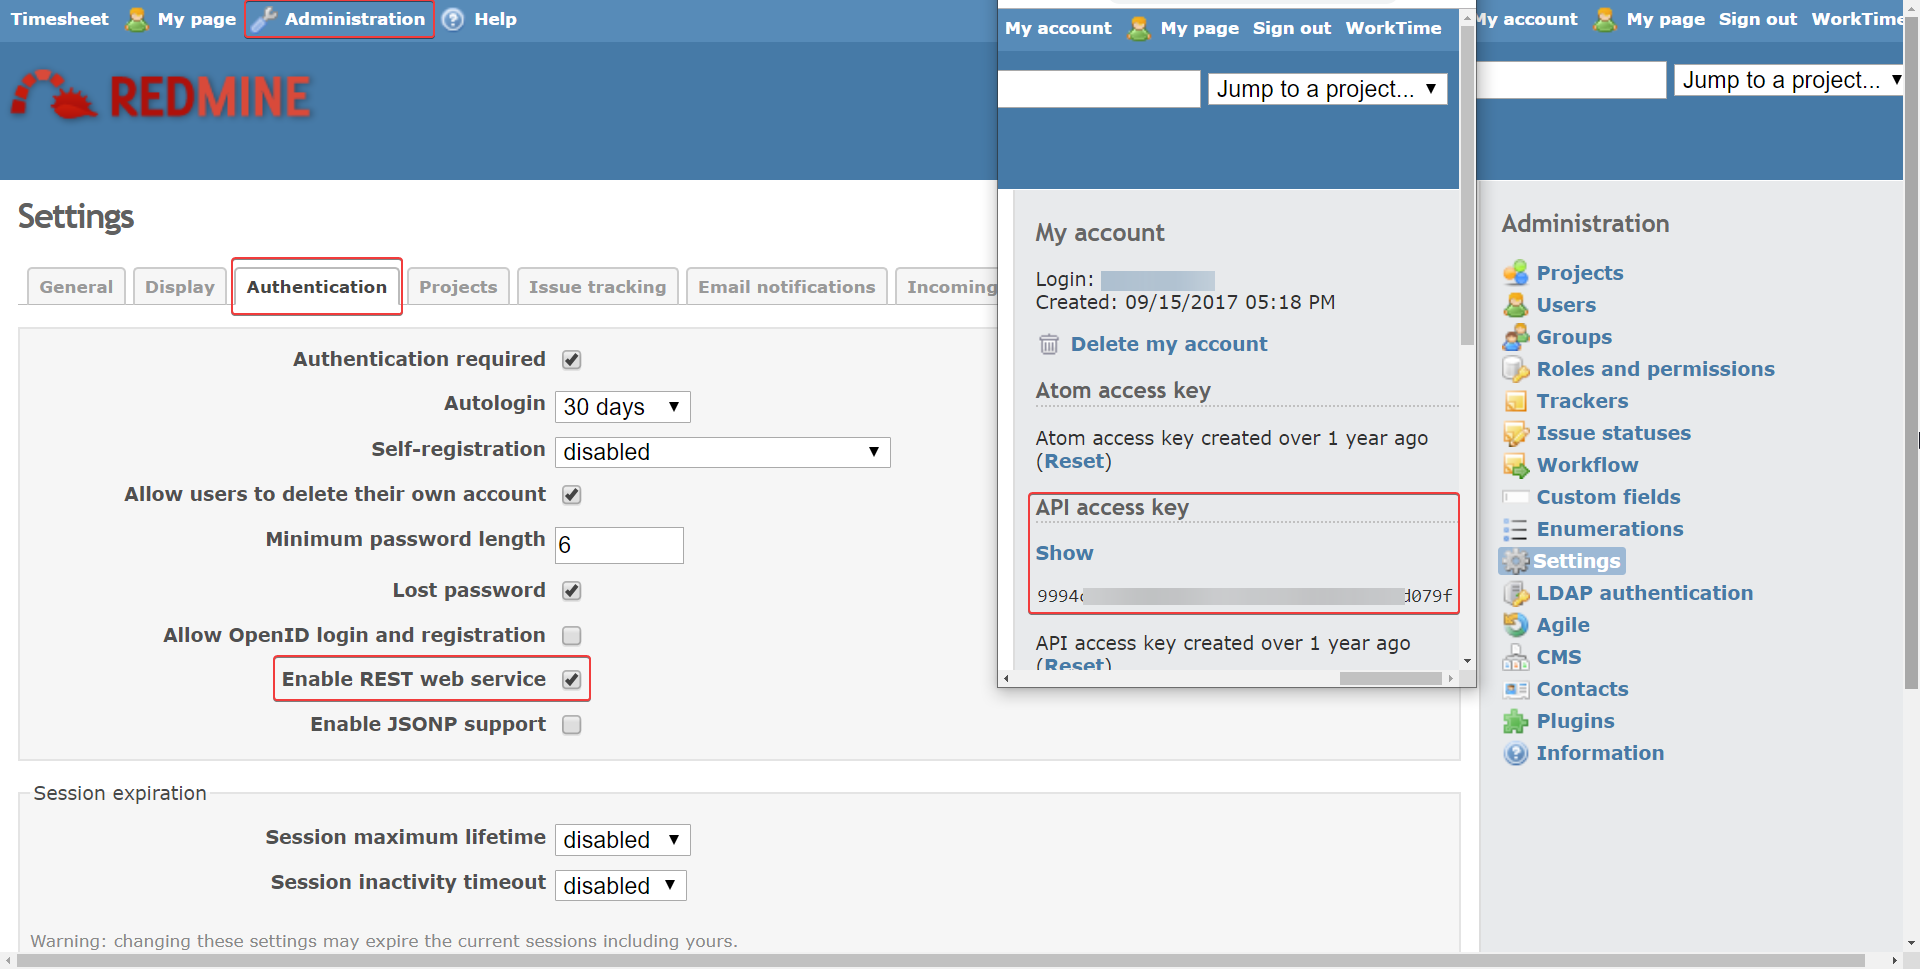 Timesheet My page Administration Help
REDMINE
Settings
General Display Authentication Projects Issue tracking Email notifications Incoming
Authentication required
Autologin 30 days
Self-registration disabled
Allow users to delete their own account
Minimum password length 6
Lost password
Allow OpenID login and registration
Enable REST web service
Enable JSONP support
Session expiration
Session maximum lifetime disabled
Session inactivity timeout disabled
Warning: changing these settings may expire the current sessions including yours.
My account My page Sign out WorkTime
Jump to a project...
My account
Login:
Created: 09/15/2017 05:18 PM
Delete my account
Atom access key
Atom access key created over 1 year ago
(Reset)
API access key
Show
9994 d079f
API access key created over 1 year ago
(Reset)
My account My page Sign out WorkTime
Jump to a project...
Administration
Projects
Users
Groups
Roles and permissions
Trackers
Issue statuses
Workflow
Custom fields
Enumerations
Settings
LDAP authentication
Agile
CMS
Contacts
Plugins
Information